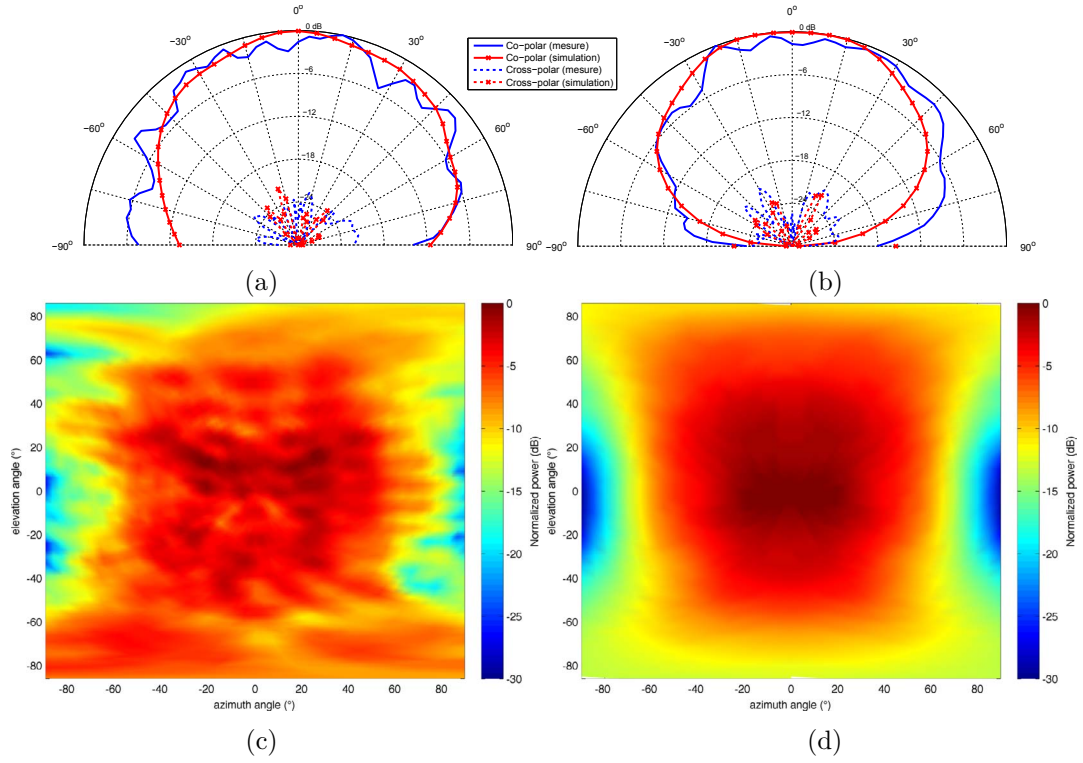 0°
−30°
30°
−60°
60°
−90°
90°
0 dB
−6
−12
−18
Co-polar (mesure)
Co-polar (simulation)
Cross-polar (mesure)
Cross-polar (simulation)
0°
−30°
30°
−60°
60°
−90°
90°
0 dB
−6
−12
−18
(a)
(b)
80
60
40
20
0
-20
-40
-60
-80
elevation angle (°)
-80 -60 -40 -20 0 20 40 60 80
azimuth angle (°)
0
-5
-10
-15
-20
-25
-30
Normalized power (dB)
80
60
40
20
0
-20
-40
-60
-80
elevation angle (°)
-80 -60 -40 -20 0 20 40 60 80
azimuth angle (°)
0
-5
-10
-15
-20
-25
-30
Normalized power (dB)
(c)
(d)